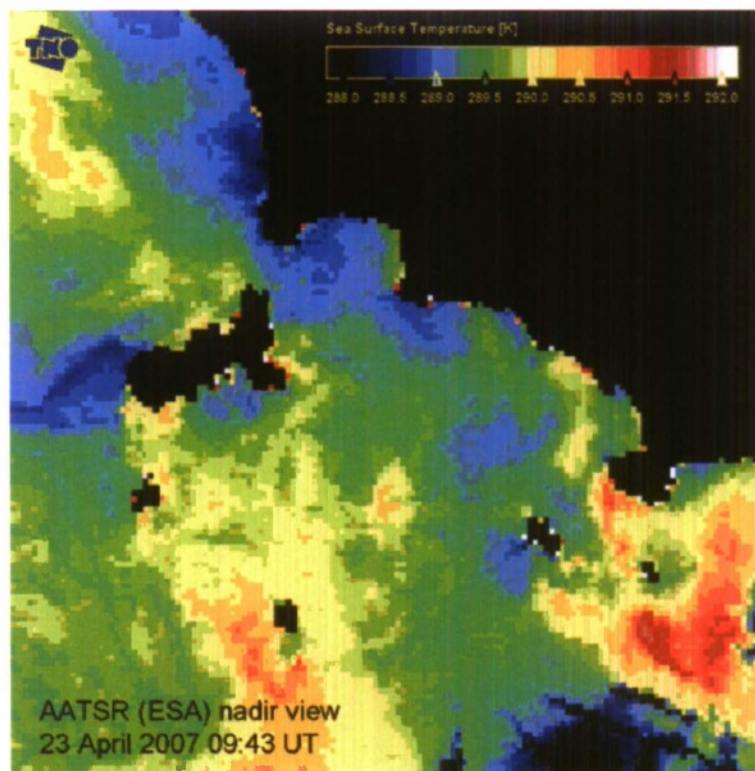 TNO
Sea Surface Temperature [K]
288.0 288.5 289.0 289.5 290.0 290.5 291.0 291.5 292.0
AATSR (ESA) nadir view
23 April 2007 09:43 UT